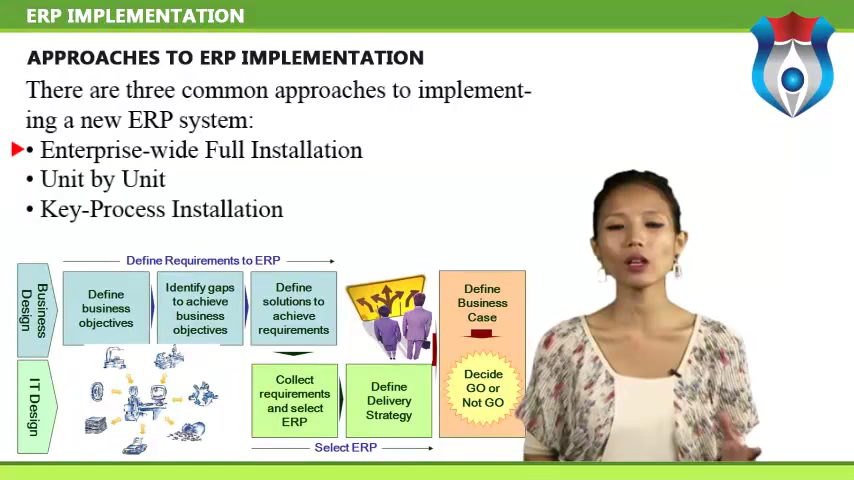 ERP IMPLEMENTATION
APPROACHES TO ERP IMPLEMENTATION
There are three common approaches to implement-
ing a new ERP system:
• Enterprise-wide Full Installation
• Unit by Unit
• Key-Process Installation
Define Requirements to ERP
Business
Design
Define
business
objectives
Identify gaps
to achieve
business
objectives
Define
solutions to
achieve
requirements
Define
Business
Case
IT Design
Collect
requirements
and select
ERP
Define
Delivery
Strategy
Decide
GO or
Not GO
Select ERP